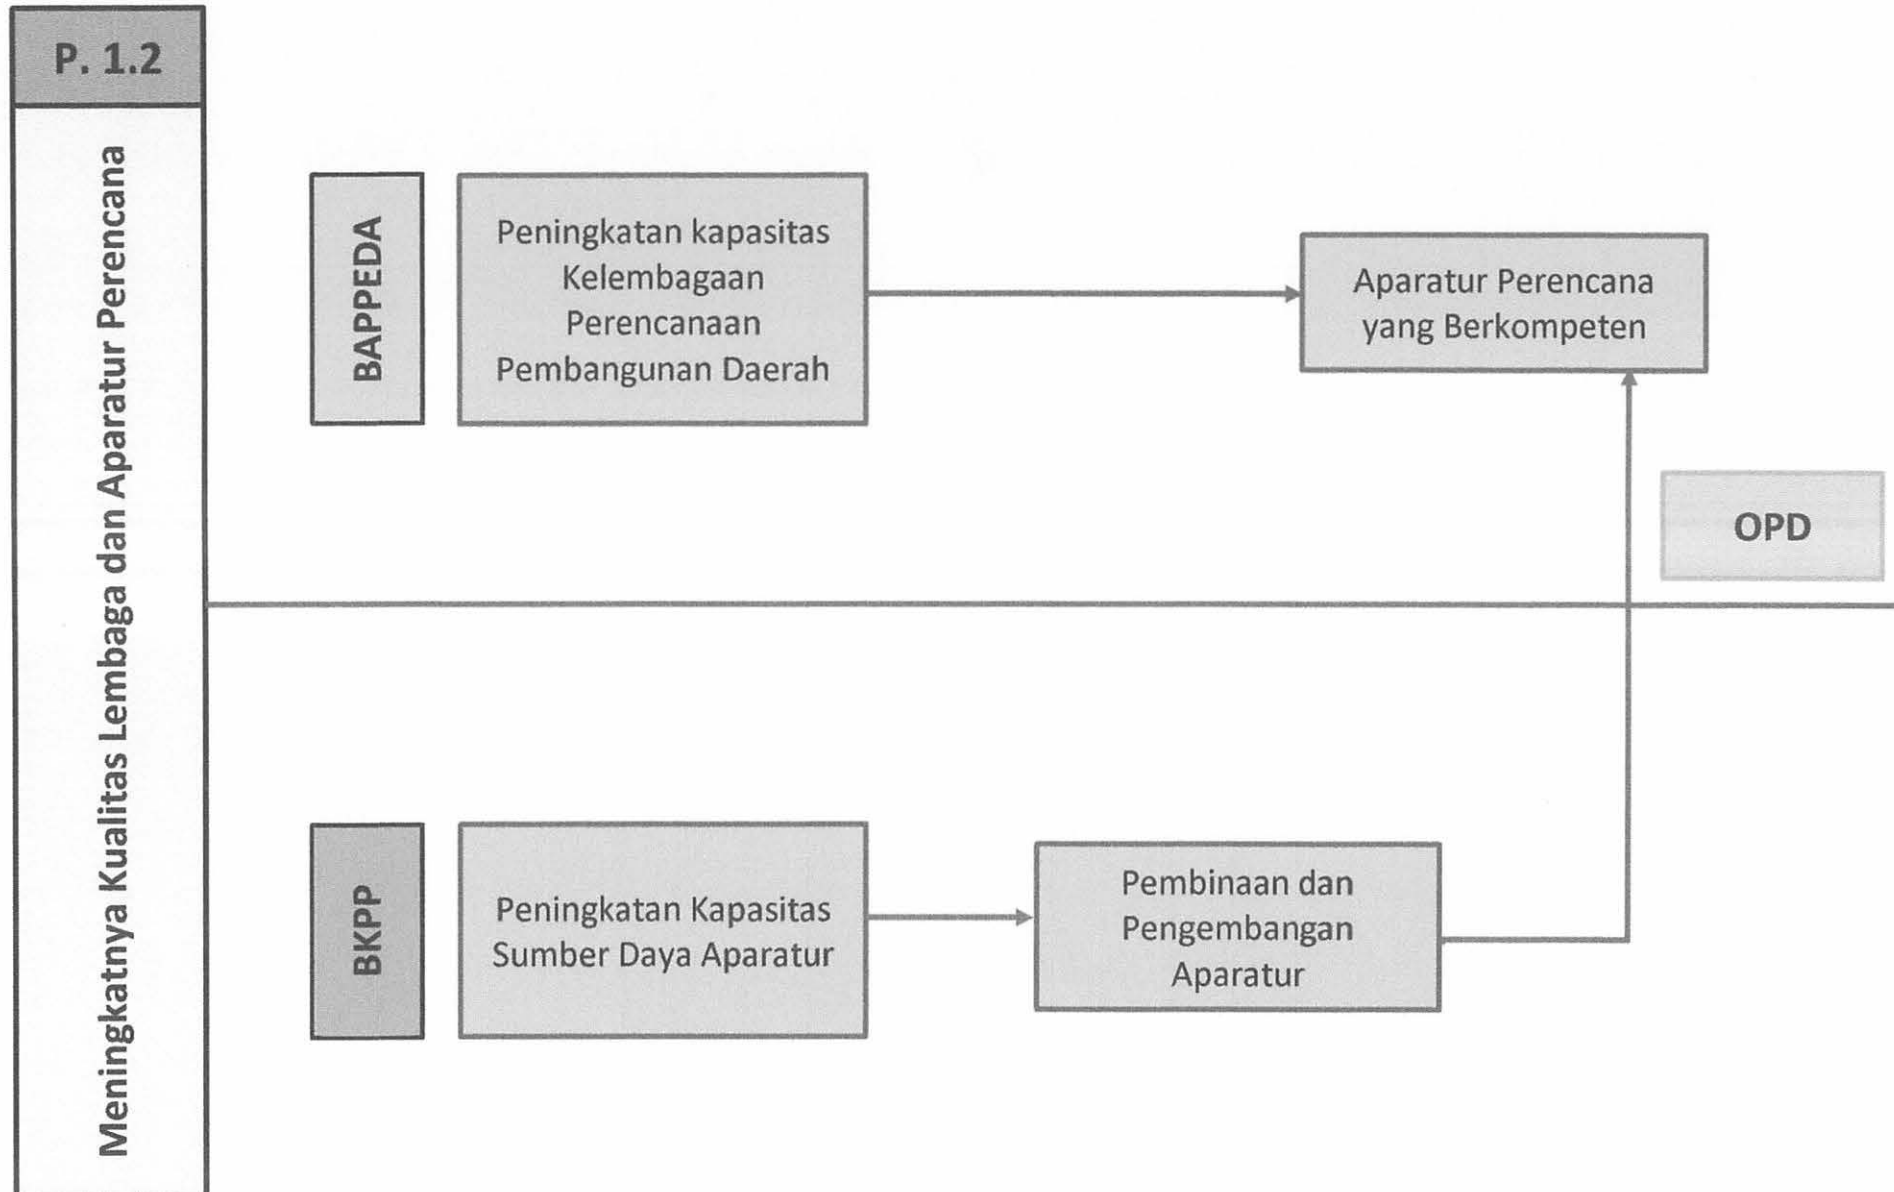 P. 1.2
Meningkatnya Kualitas Lembaga dan Aparatur Perencana
BAPPEDA
Peningkatan kapasitas
Kelembagaan
Perencanaan
Pembangunan Daerah
Aparatur Perencana
yang Berkompeten
OPD
BKPP
Peningkatan Kapasitas
Sumber Daya Aparatur
Pembinaan dan
Pengembangan
Aparatur